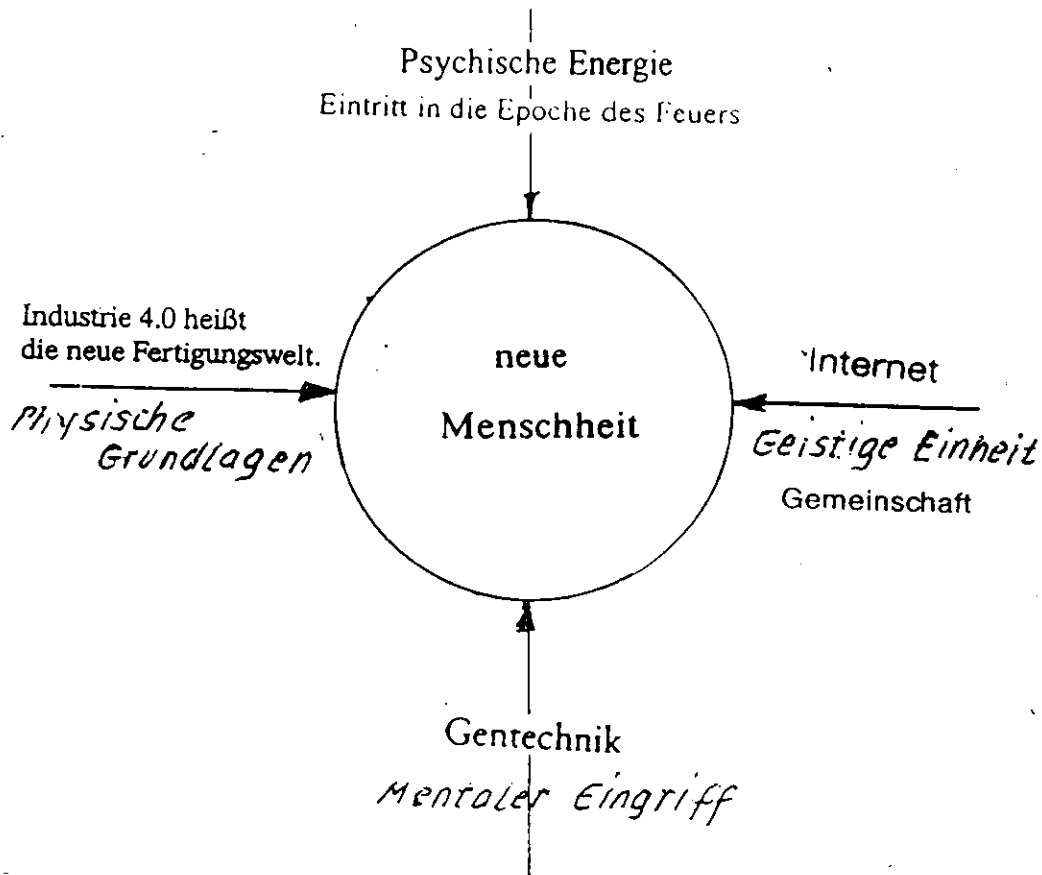 Psychische Energie
Eintritt in die Epoche des Feuers
Industrie 4.0 heißt
die neue Fertigungswelt.
Physische
Grundlagen
neue
Menschheit
Internet
Geistige Einheit
Gemeinschaft
Gentechnik
Mentaler Eingriff